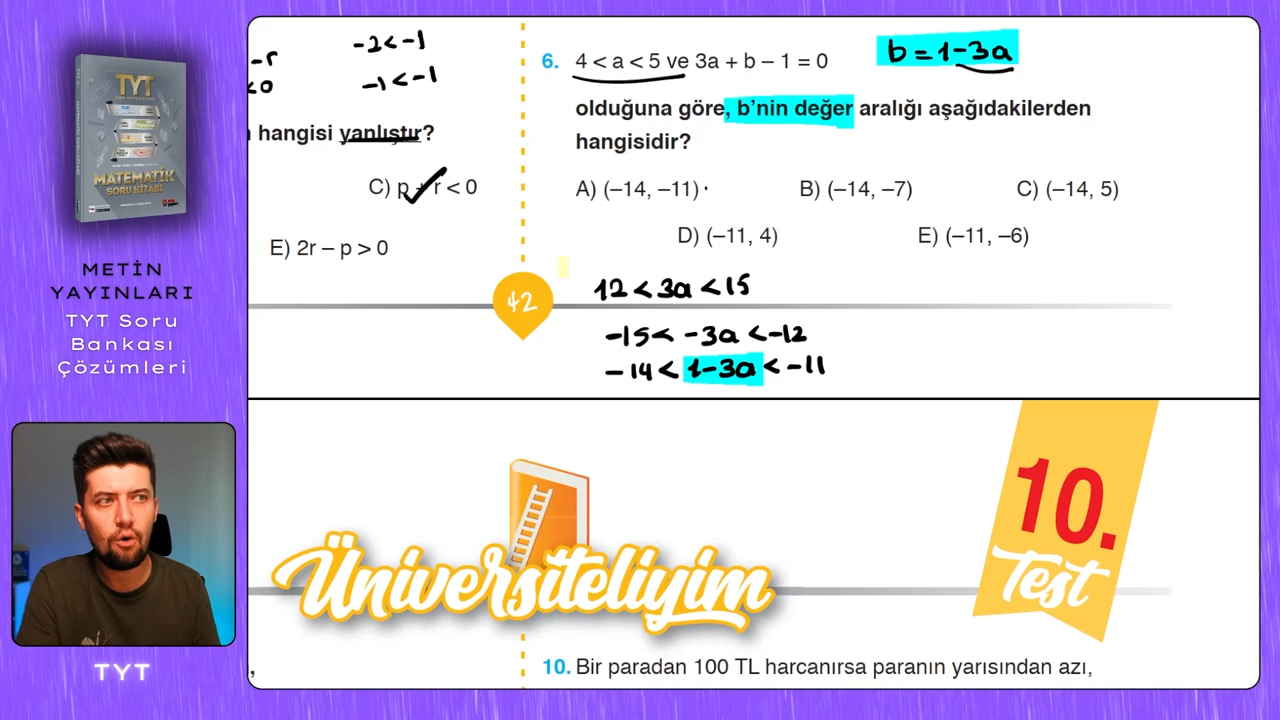 TYT
MATEMATİK
SORU KİTABI
METİN
YAYINLARI
TYT Soru
Bankası
Çözümleri
TYT
-r
<0
-2<-1
-1<-1
n hangisi yanlıştır?
C) p + r < 0
E) 2r – p > 0
6. 4 < a < 5 ve 3a + b – 1 = 0
b=1-3a
olduğuna göre, b'nin değer aralığı aşağıdakilerden
hangisidir?
A) (–14, –11)
B) (–14, –7)
C) (–14, 5)
D) (–11, 4)
E) (–11, –6)
42
12<3a<15
-15<-3a<-12
-14<1-3a<-11
10.
Test
Üniversiteliyim
10. Bir paradan 100 TL harcanırsa paranın yarısından azı,